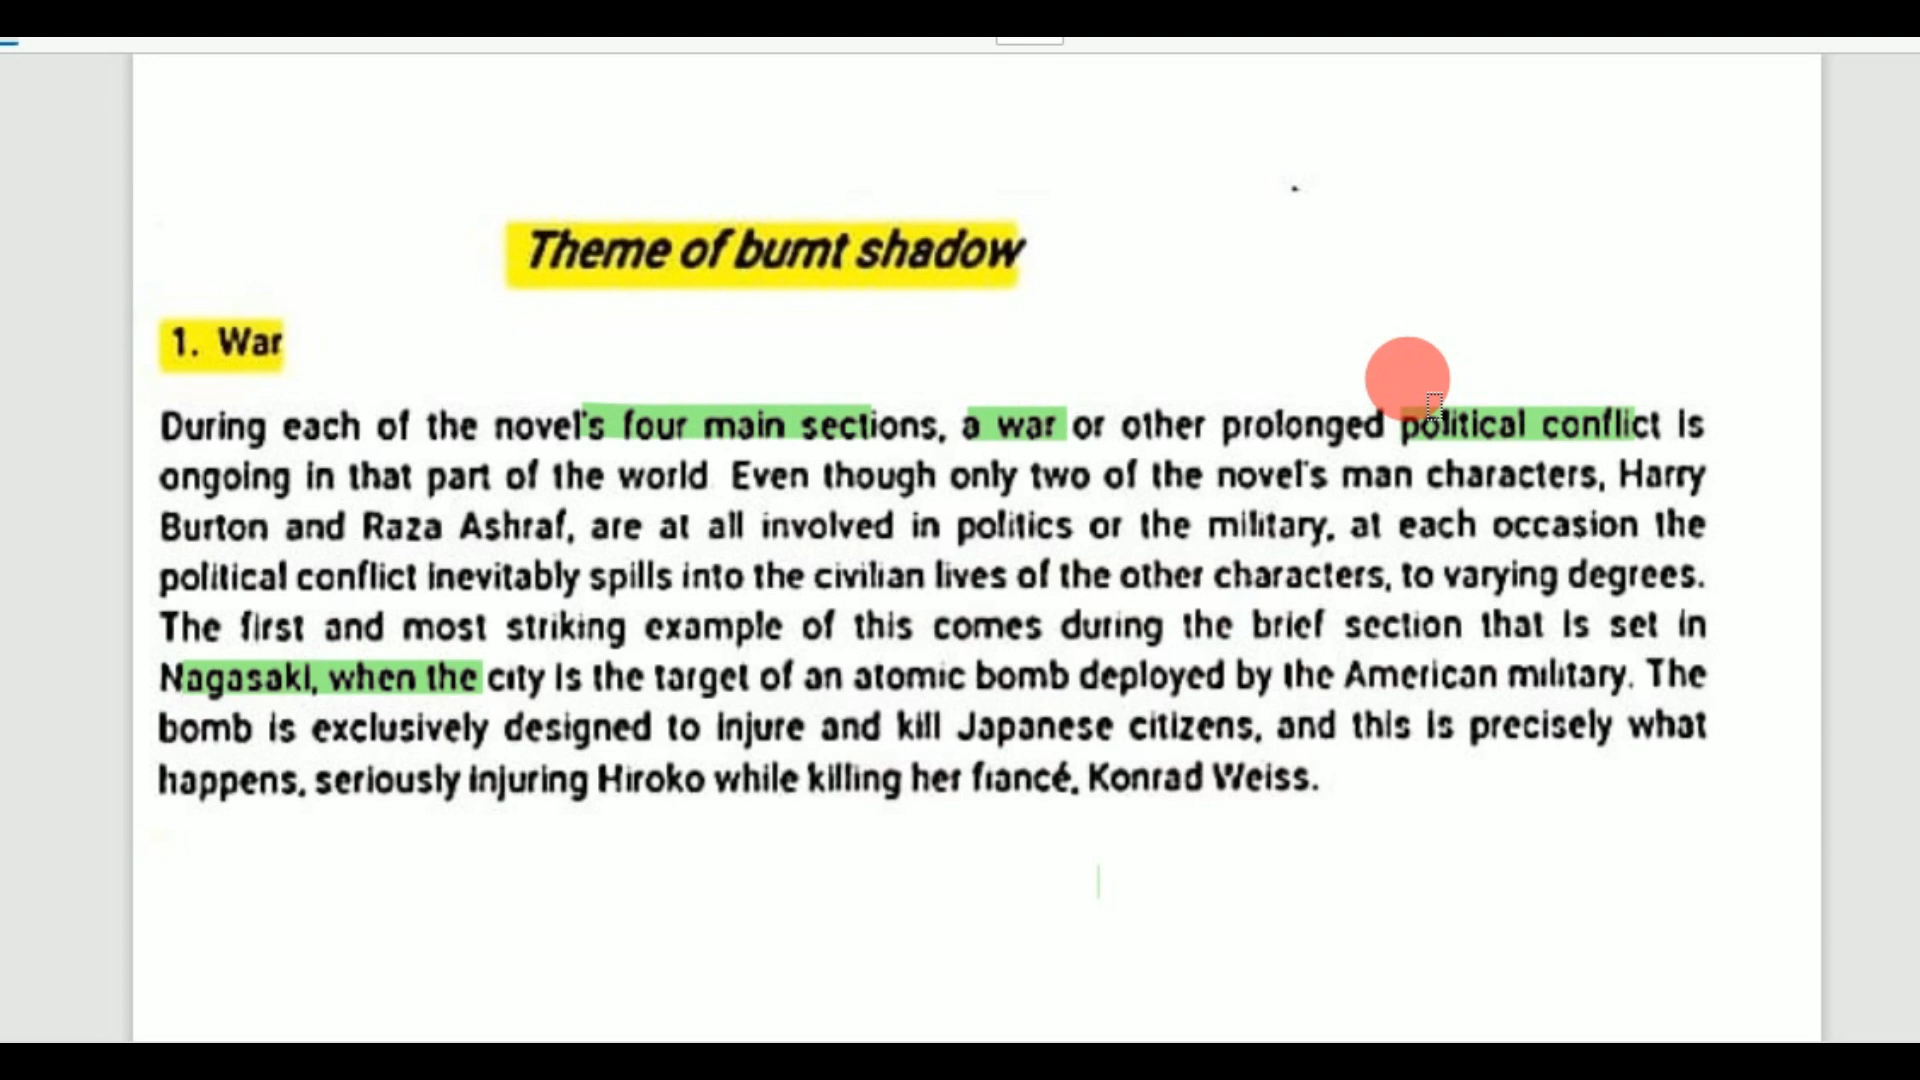 Theme of burnt shadow
1. War
During each of the novel's four main sections, a war or other prolonged political conflict is
ongoing in that part of the world Even though only two of the novel's man characters, Harry
Burton and Raza Ashraf, are at all involved in politics or the military, at each occasion the
political conflict inevitably spills into the civilian lives of the other characters, to varying degrees.
The first and most striking example of this comes during the brief section that is set in
Nagasaki, when the city is the target of an atomic bomb deployed by the American military. The
bomb is exclusively designed to injure and kill Japanese citizens, and this is precisely what
happens, seriously injuring Hiroko while killing her fiancé, Konrad Weiss.